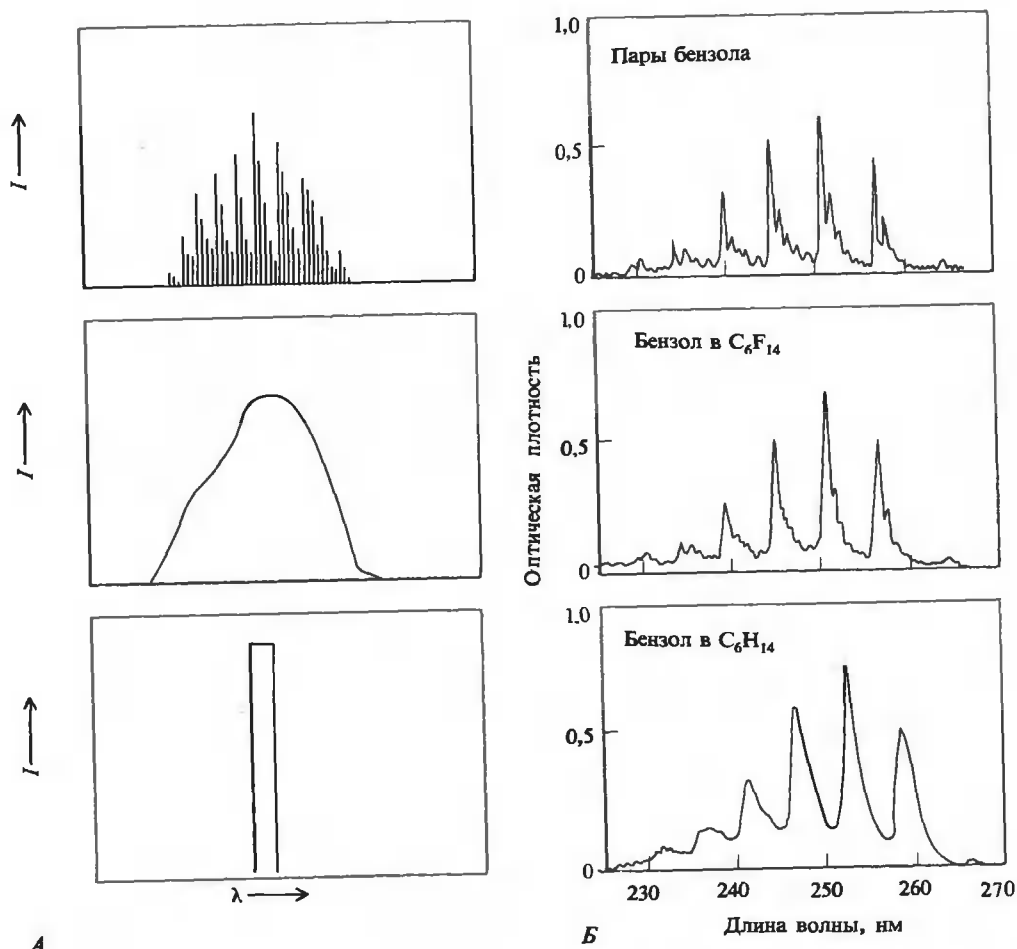 I
I
I
λ
А
1,0
0,5
0
Пары бензола
1,0
0,5
0
Бензол в C₆F₁₄
1,0
0,5
0
Бензол в C₆H₁₄
Оптическая плотность
230 240 250 260 270
Длина волны, нм
Б